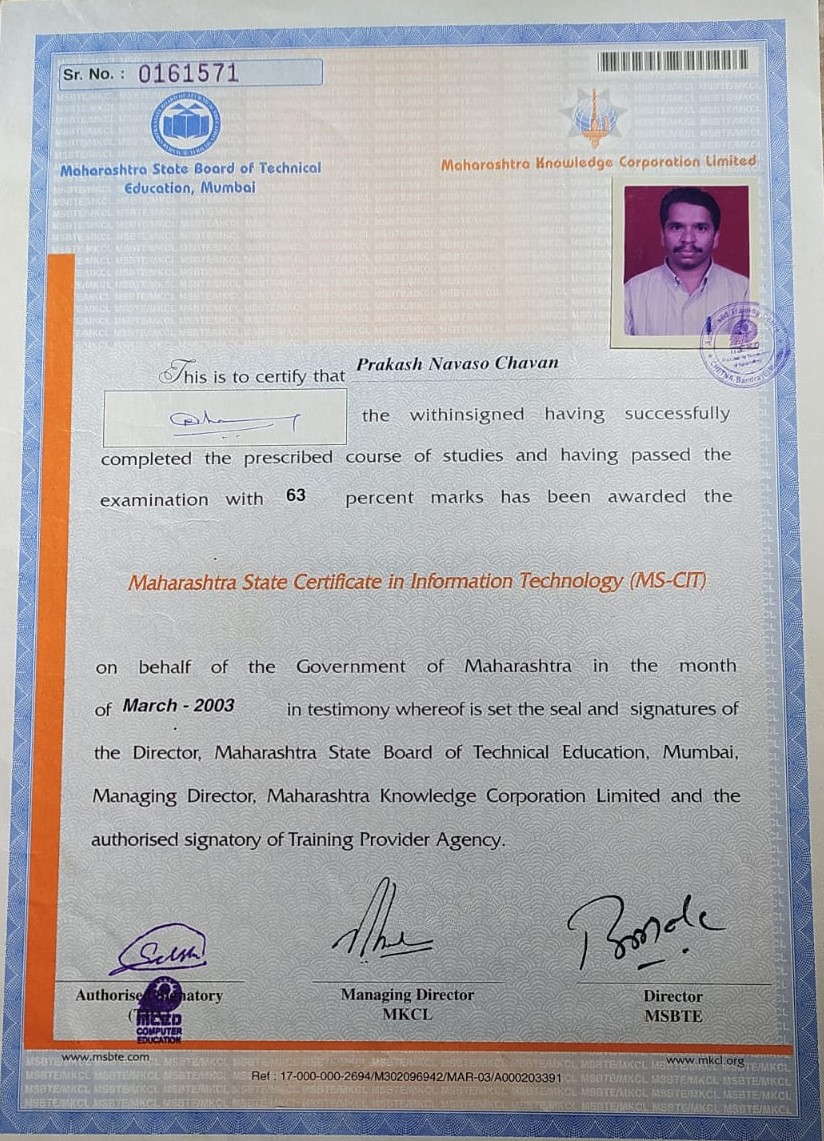 Sr. No. : 0161571
Maharashtra State Board of Technical
Education, Mumbai
Maharashtra Knowledge Corporation Limited
This is to certify that Prakash Navaso Chavan
the withinsigned having successfully
completed the prescribed course of studies and having passed the
examination with 63 percent marks has been awarded the
Maharashtra State Certificate in Information Technology (MS-CIT)
on behalf of the Government of Maharashtra in the month
of March - 2003 in testimony whereof is set the seal and signatures of
the Director, Maharashtra State Board of Technical Education, Mumbai,
Managing Director, Maharashtra Knowledge Corporation Limited and the
authorised signatory of Training Provider Agency.
Managing Director
MKCL
Director
MSBTE
COMPUTER
EDUCATION
www.msbte.com
www.mkcl.org
Ref : 17-000-000-2694/M302096942/MAR-03/A000203391